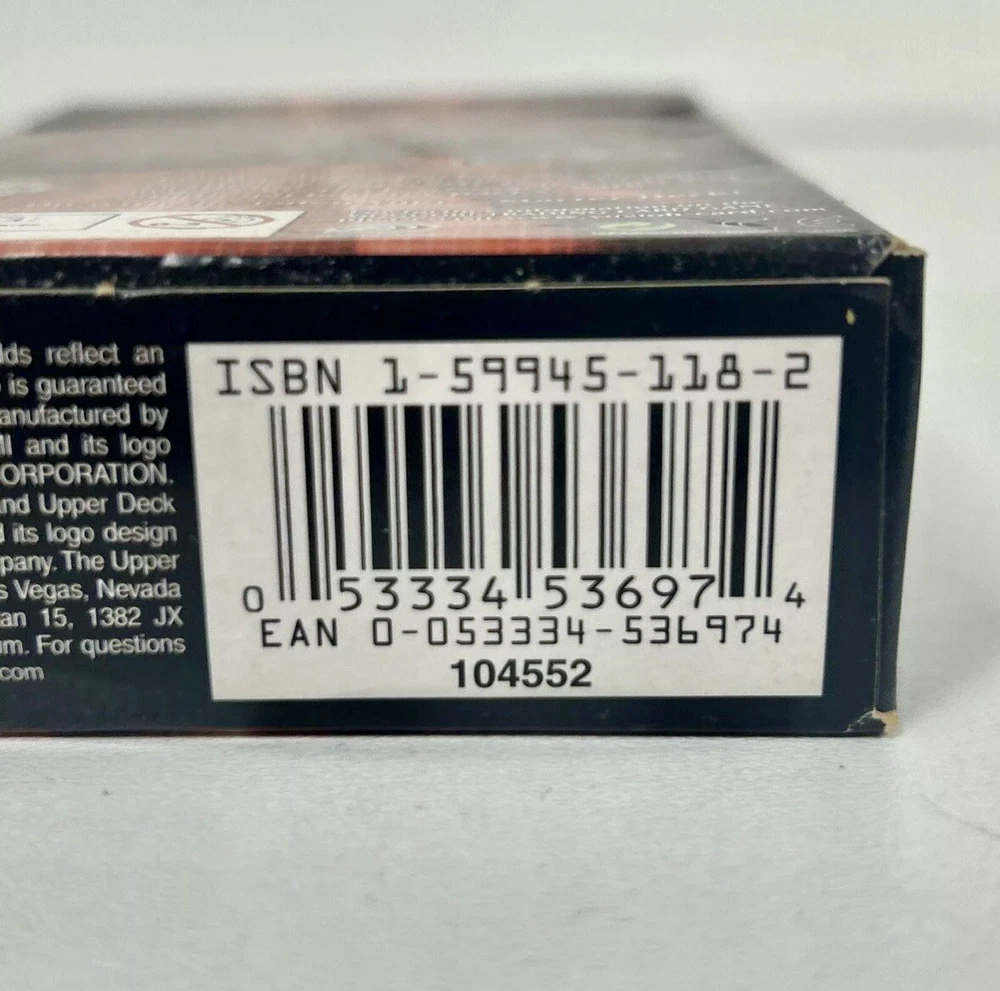 lds reflect an
is guaranteed
anufactured by
and its logo
ORPORATION.
nd Upper Deck
its logo design
pany. The Upper
s Vegas, Nevada
an 15, 1382 JX
m. For questions
com
ISBN 1-59945-118-2
0 53334 53697 4
EAN 0-053334-536974
104552